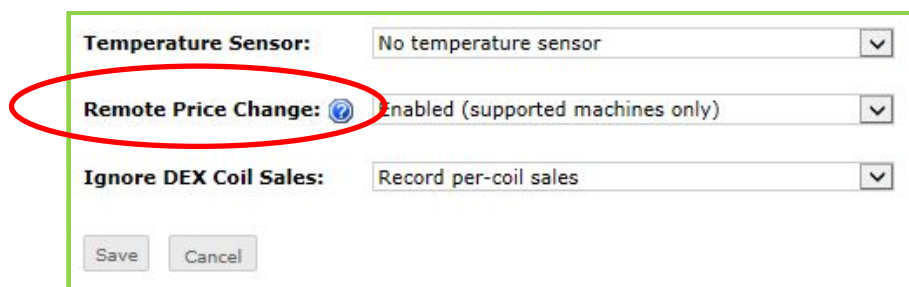 Temperature Sensor: No temperature sensor
Remote Price Change: Enabled (supported machines only)
Ignore DEX Coil Sales: Record per-coil sales
Save Cancel